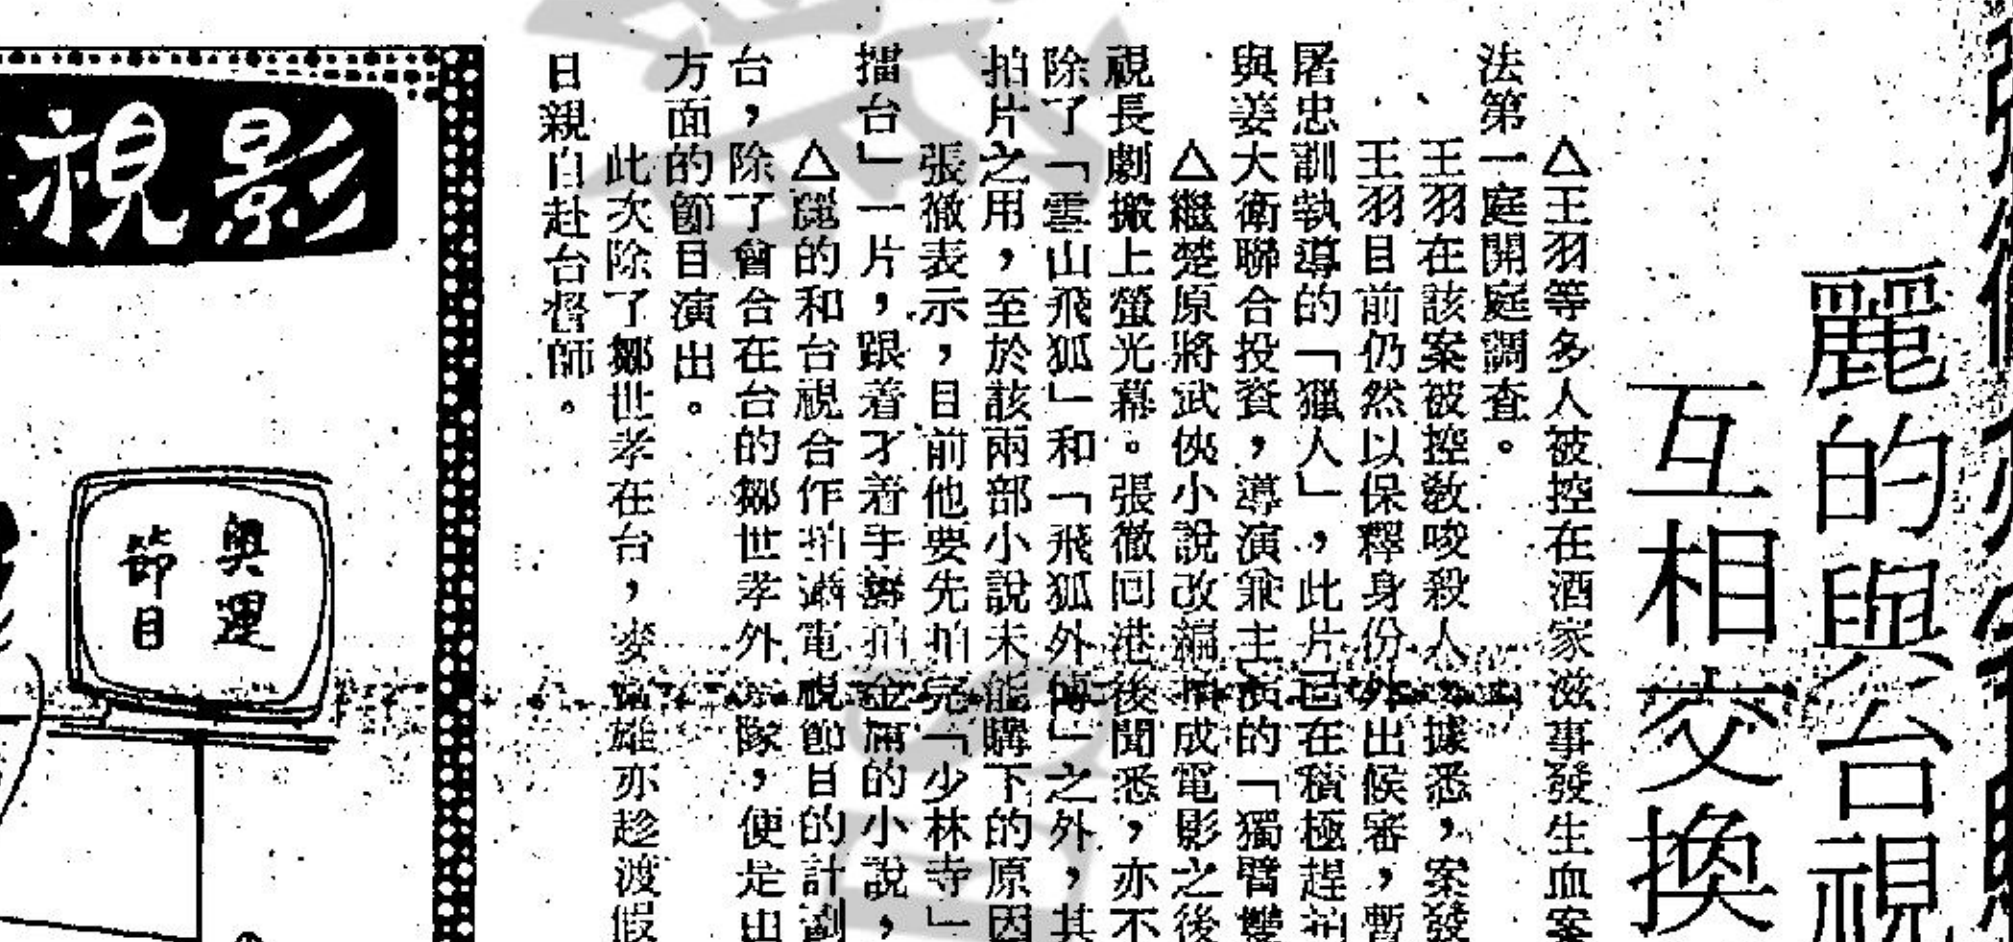 麗的與台視
互相交換
△王羽等多人被控在酒家滋事發生血案
法第一庭開庭調查。
王羽在該案被控敎唆殺人 據悉，案發
王羽目前仍然以保釋身份外出候審，暫
屠忠訓執導的「獵人」，此片已在積極趕拍
與姜大衛聯合投資，導演兼主演的「獨臂雙
△繼楚原將武俠小說改編 成電影之後
視長劇搬上螢光幕。張徹回港後聞悉，亦不
除了「雲山飛狐」和「飛狐外傳」之外，其
拍片之用，至於該兩部小說未能購下的原因
張徹表示，目前他要先拍完「少林寺」
擂台」一片，跟着才着手籌拍金庸的小說，
△麗的和台視合作拍攝電視節目的計劃
台，除了曾合在台的鄒世孝外 隊，便是由
方面的節目演出。
此次除了鄒世孝在台，麥當雄亦趁渡假
日親自赴台督師。
影視
奧運
節目